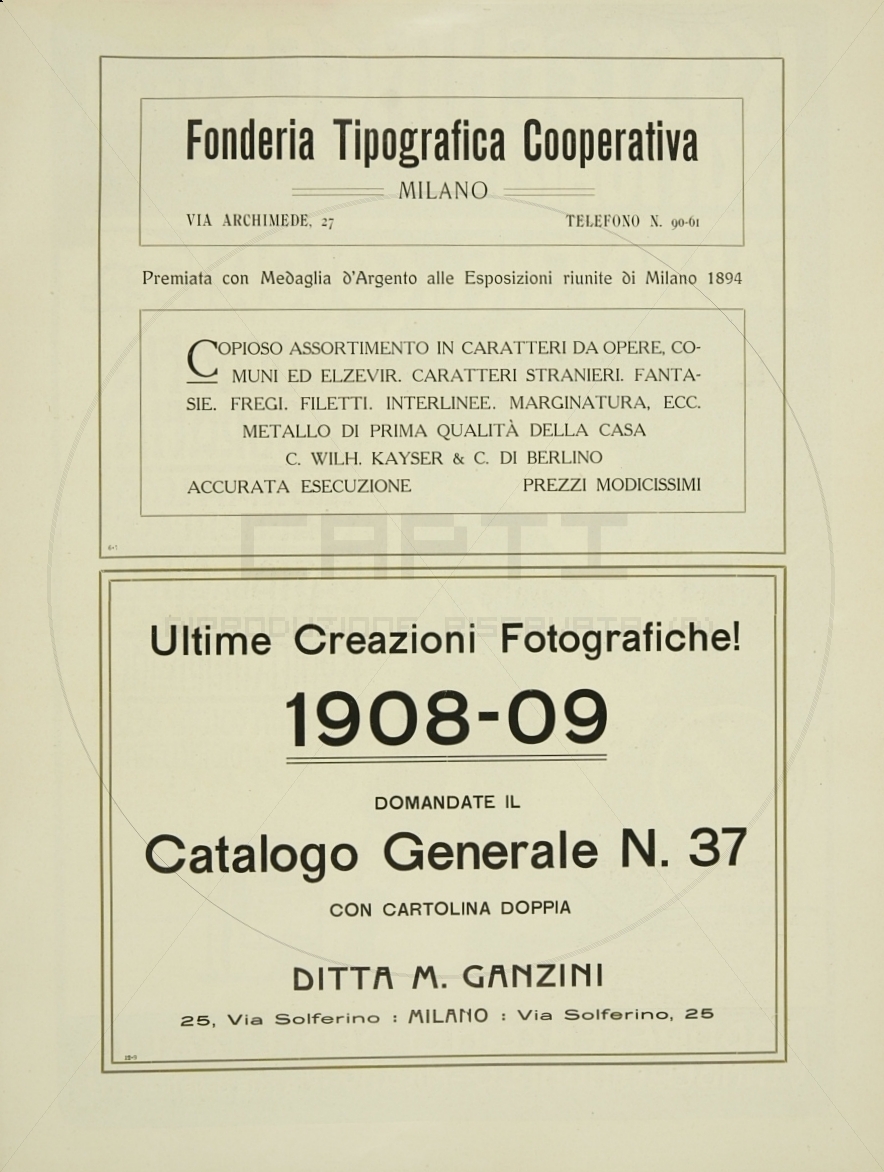 Fonderia Tipografica Cooperativa
MILANO
VIA ARCHIMEDE, 27 TELEFONO N. 90-61
Premiata con Medaglia d'Argento alle Esposizioni riunite di Milano 1894
COPIOSO ASSORTIMENTO IN CARATTERI DA OPERE, CO-
MUNI ED ELZEVIR. CARATTERI STRANIERI. FANTA-
SIE. FREGI. FILETTI. INTERLINEE. MARGINATURA, ECC.
METALLO DI PRIMA QUALITÀ DELLA CASA
C. WILH. KAYSER & C. DI BERLINO
ACCURATA ESECUZIONE PREZZI MODICISSIMI
CAPTI
RIPRODUZIONE RISERVATA
Ultime Creazioni Fotografiche!
1908-09
DOMANDATE IL
Catalogo Generale N. 37
CON CARTOLINA DOPPIA
DITTA M. GANZINI
25, Via Solferino : MILANO : Via Solferino, 25